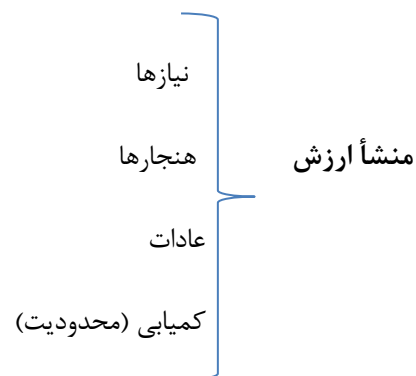 منشأ ارزش
نیازها
هنجارها
عادات
کمیابی (محدودیت)